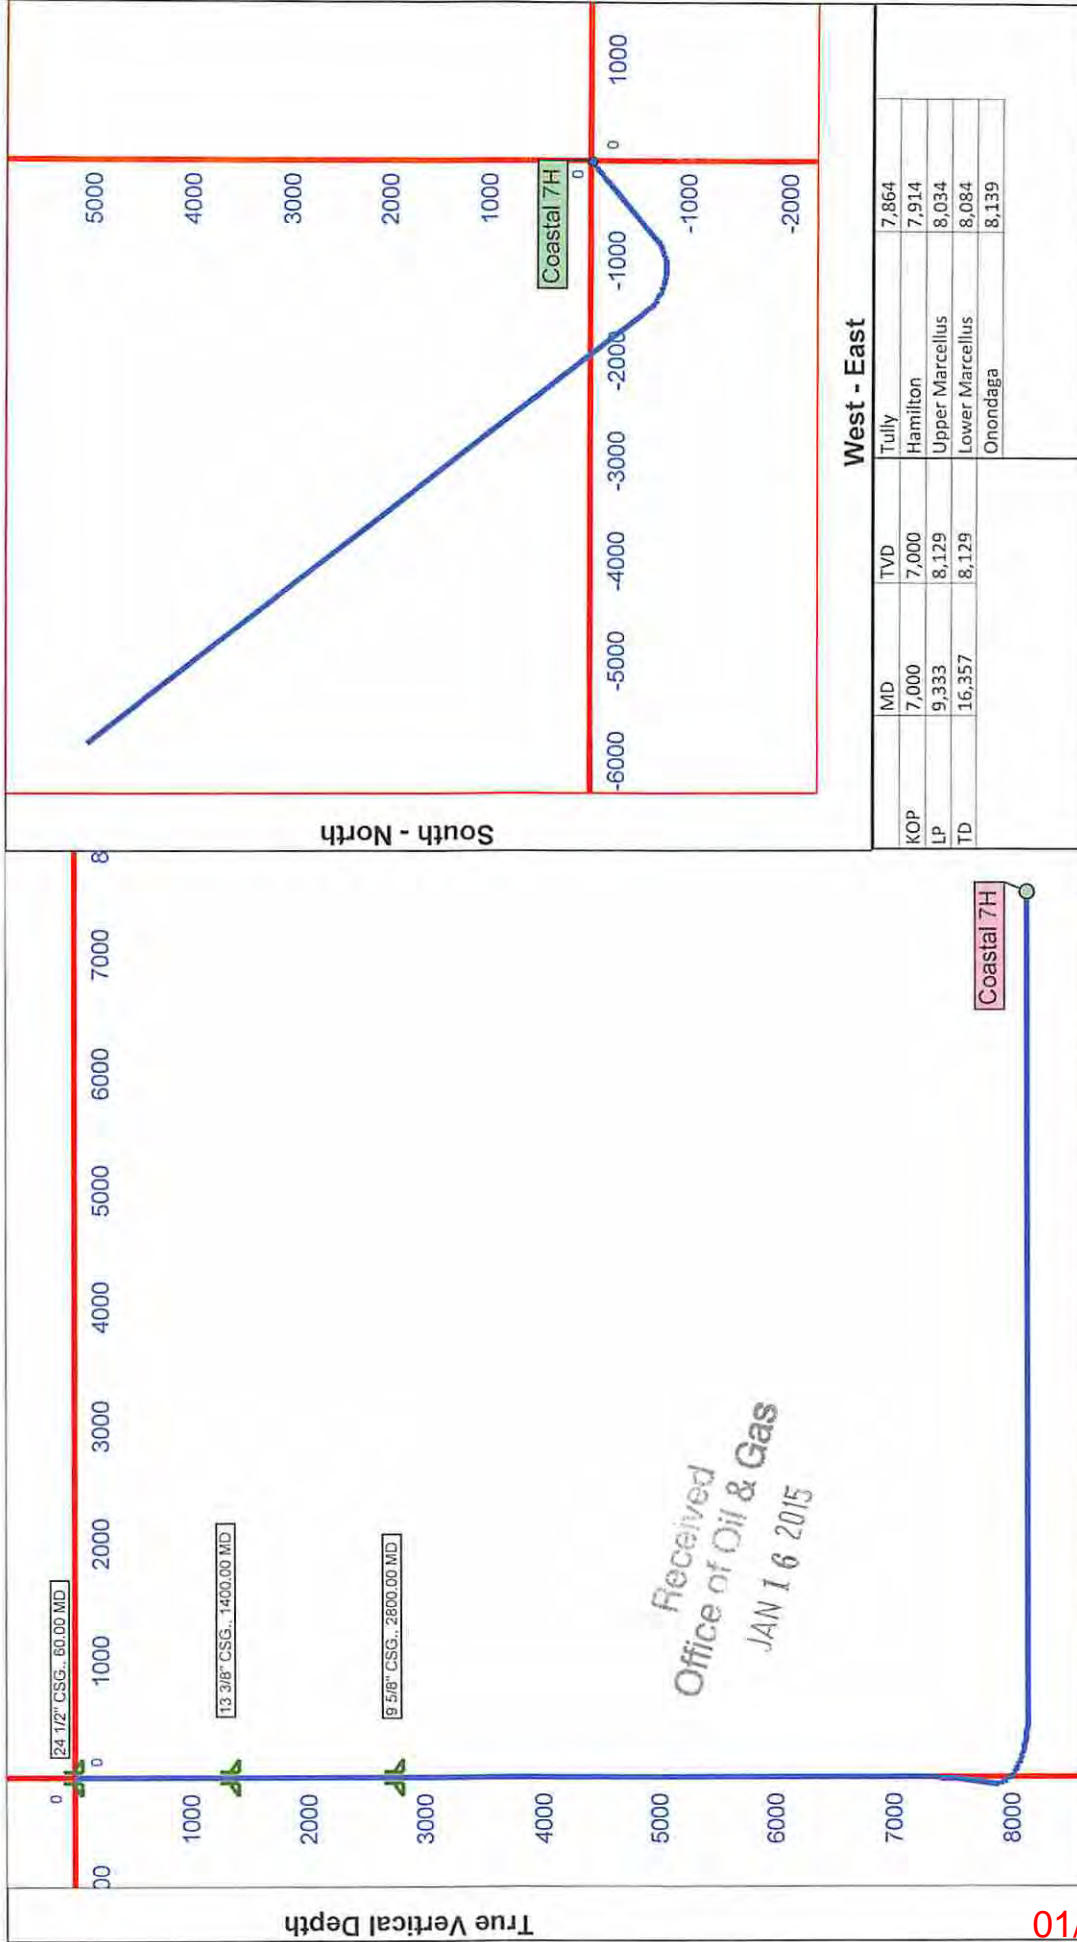 True Vertical Depth
00
0
1000
2000
3000
4000
5000
6000
7000
8000
0
1000
2000
3000
4000
5000
6000
7000
8
24 1/2" CSG., 60.00 MD
13 3/8" CSG., 1400.00 MD
9 5/8" CSG., 2800.00 MD
Coastal 7H
Received
Office of Oil & Gas
JAN 16 2015
South - North
5000
4000
3000
2000
1000
0
-1000
-2000
-6000
-5000
-4000
-3000
-2000
-1000
0
1000
Coastal 7H
West - East
MD TVD Tully 7,864
KOP 7,000 7,000 Hamilton 7,914
LP 9,333 8,129 Upper Marcellus 8,034
TD 16,357 8,129 Lower Marcellus 8,084
Onondaga 8,139